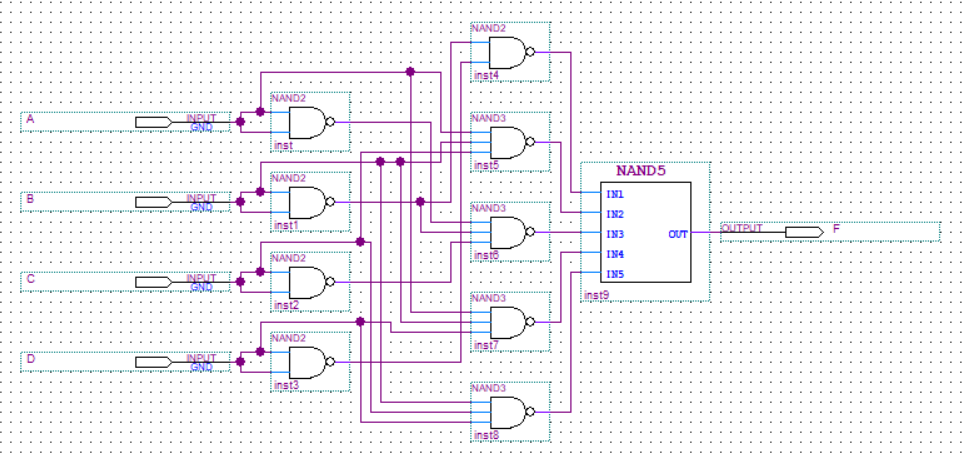 NAND2
inst4
NAND2
A
INPUT
GND
inst
NAND3
inst5
NAND5
NAND2
B
INPUT
GND
inst1
IN1
IN2
IN3
IN4
IN5
OUT
inst9
OUTPUT
F
NAND3
inst6
NAND2
C
INPUT
GND
inst2
NAND3
inst7
NAND2
D
INPUT
GND
inst3
NAND3
inst8